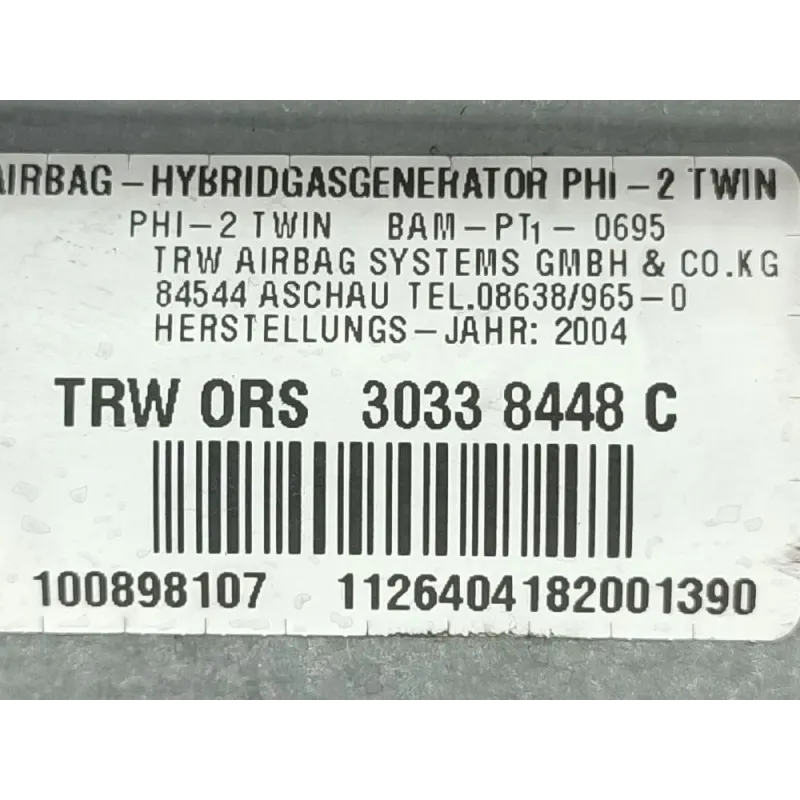 AIRBAG – HYBRIDGASGENERATOR PHI – 2 TWIN
PHI – 2 TWIN BAM – PT1 – 0695
TRW AIRBAG SYSTEMS GMBH & CO.KG
84544 ASCHAU TEL.08638/965 – 0
HERSTELLUNGS – JAHR: 2004
TRW ORS 3033 8448 C
100898107 1126404182001390